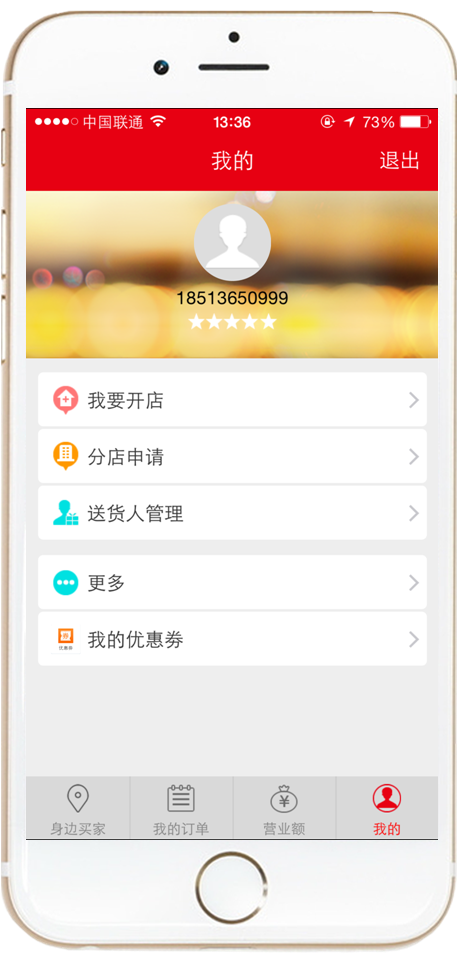 中国联通 13:36 73%
我的 退出
18513650999
我要开店
分店申请
送货人管理
更多
我的优惠券
优惠券
身边买家 我的订单 营业额 我的